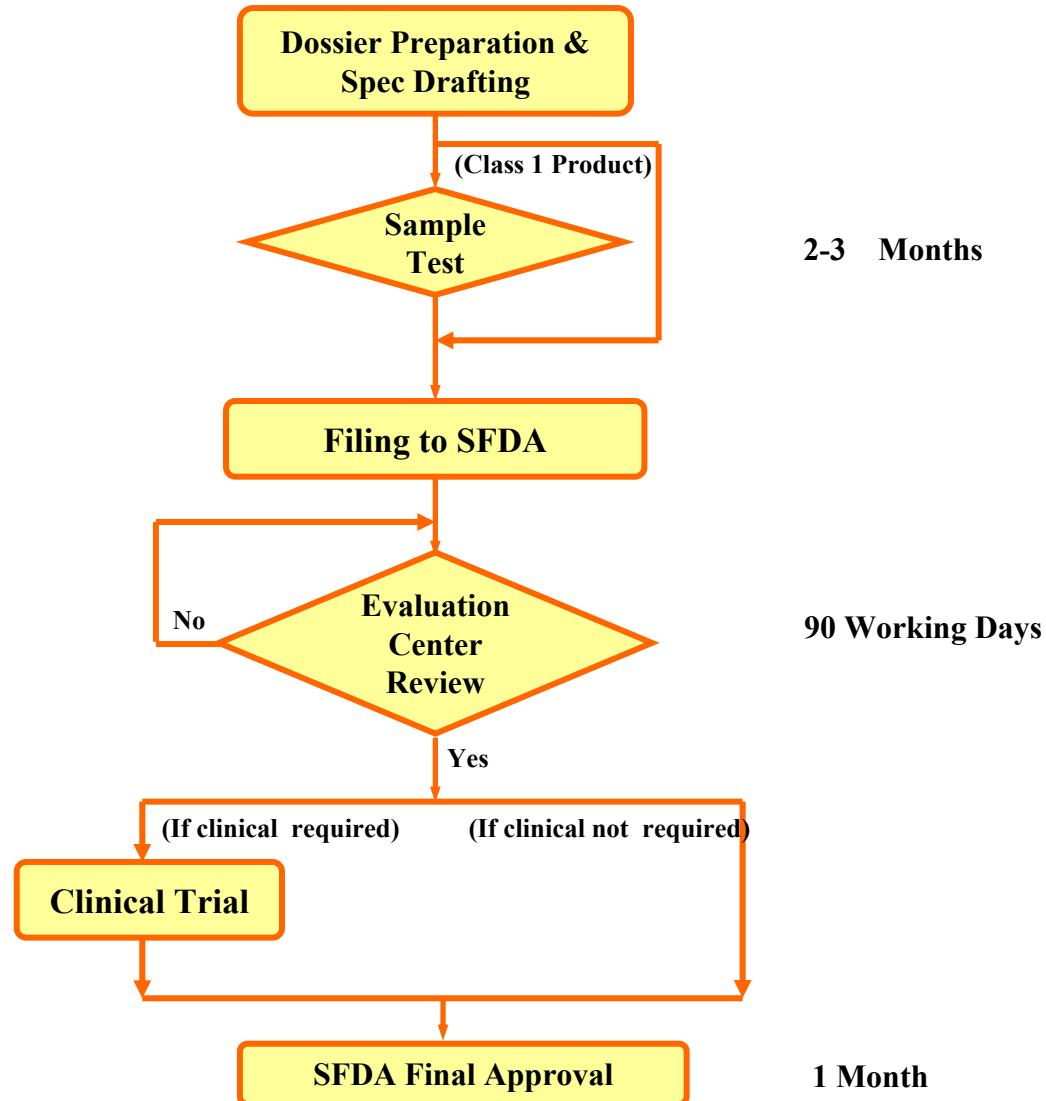 Dossier Preparation &
Spec Drafting
(Class 1 Product)
Sample
Test
2-3 Months
Filing to SFDA
No
Evaluation
Center
Review
90 Working Days
Yes
(If clinical required)
(If clinical not required)
Clinical Trial
SFDA Final Approval
1 Month